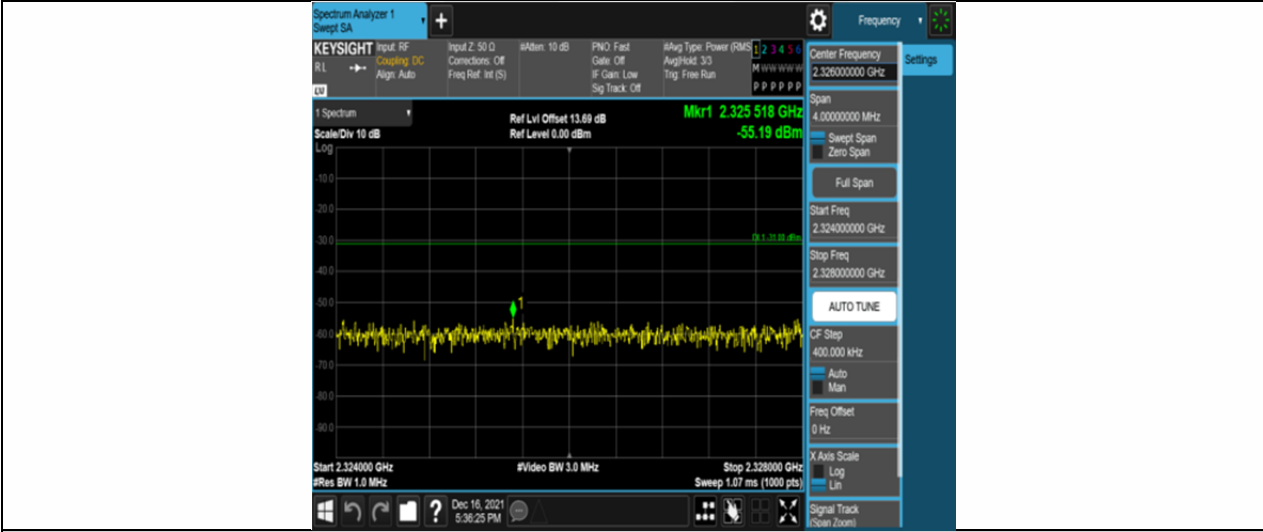 Spectrum Analyzer 1
Swept SA
+
Frequency
KEYSIGHT
RL
LV
Input: RF
Coupling: DC
Align: Auto
Input Z: 50 Ω
Corrections: Off
Freq Ref: Int (S)
#Atten: 10 dB
PNO: Fast
Gate: Off
IF Gain: Low
Sig Track: Off
#Avg Type: Power (RMS
Avg|Hold: 3/3
Trig: Free Run
1 2 3 4 5 6
M W W W W W
P P P P P P
1 Spectrum
Scale/Div 10 dB
Ref Lvl Offset 13.69 dB
Ref Level 0.00 dBm
Mkr1 2.325 518 GHz
-55.19 dBm
Log
-10.0
-20.0
-30.0
-40.0
-50.0
-60.0
-70.0
-80.0
-90.0
1
Start 2.324000 GHz
#Res BW 1.0 MHz
#Video BW 3.0 MHz
Stop 2.328000 GHz
Sweep 1.07 ms (1000 pts)
?
Dec 16, 2021
5:36:25 PM
Center Frequency
2.326000000 GHz
Settings
Span
4.00000000 MHz
Swept Span
Zero Span
Full Span
Start Freq
2.324000000 GHz
Stop Freq
2.328000000 GHz
AUTO TUNE
CF Step
400.000 kHz
Auto
Man
Freq Offset
0 Hz
X Axis Scale
Log
Lin
Signal Track
(Span Zoom)